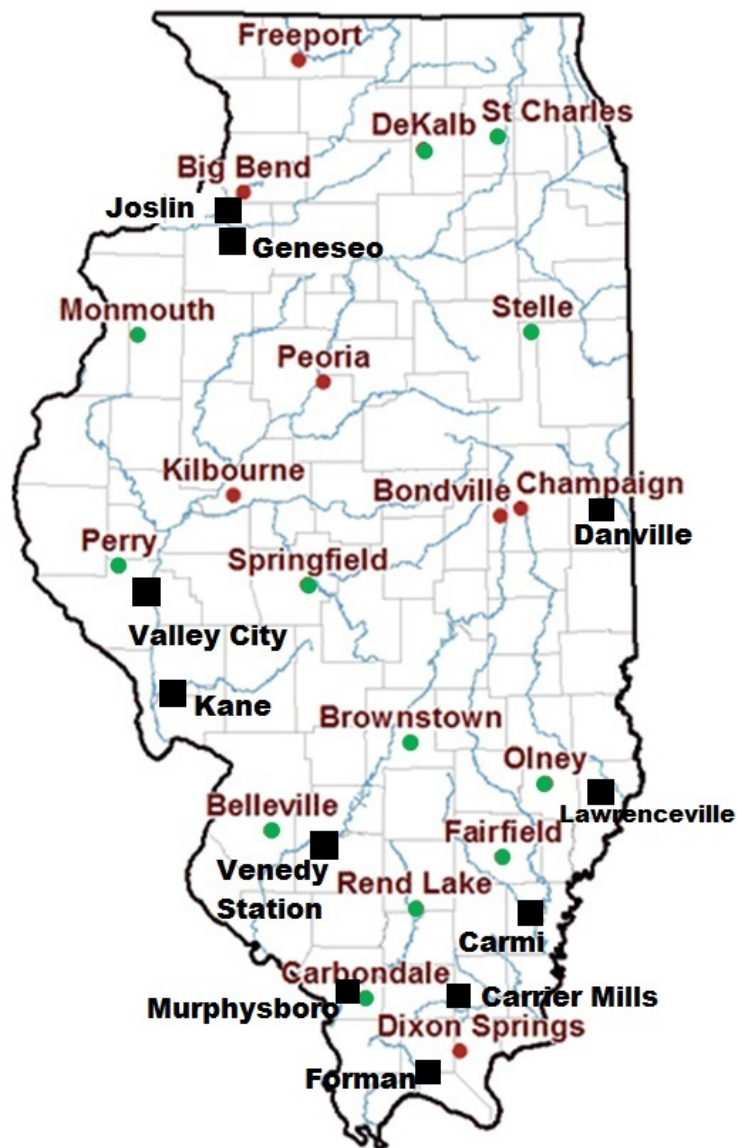 Freeport
DeKalb
St Charles
Big Bend
Joslin
Geneseo
Monmouth
Stelle
Peoria
Kilbourne
Bondville
Champaign
Danville
Perry
Springfield
Valley City
Kane
Brownstown
Olney
Belleville
Lawrenceville
Fairfield
Venedy
Station
Rend Lake
Carmi
Carbondale
Murphysboro
Carrier Mills
Dixon Springs
Forman